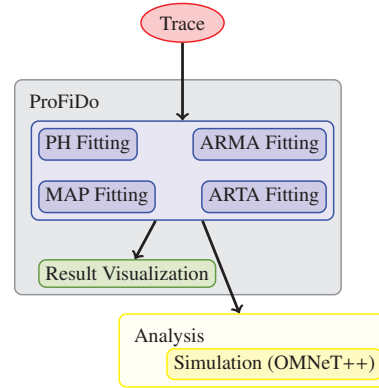 Trace
ProFiDo
PH Fitting
ARMA Fitting
MAP Fitting
ARTA Fitting
Result Visualization
Analysis
Simulation (OMNeT++)